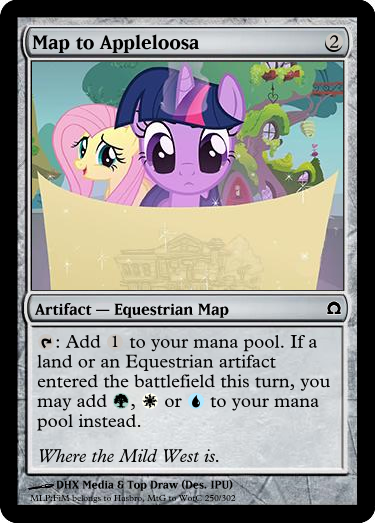 Map to Appleloosa 2
Artifact — Equestrian Map Ω
: Add 1 to your mana pool. If a
land or an Equestrian artifact
entered the battlefield this turn, you
may add , or to your mana
pool instead.
Where the Mild West is.
DHX Media & Top Draw (Des. IPU)
MLP:FiM belongs to Hasbro, MtG to WotC 250/302